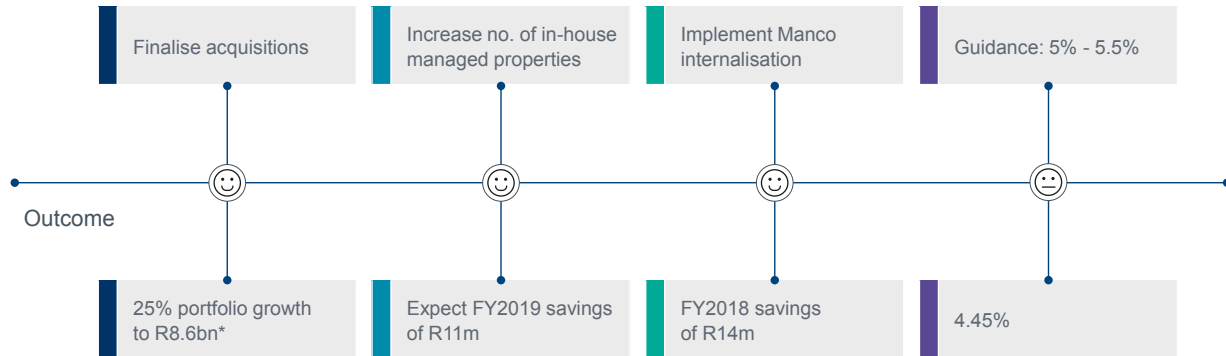 Finalise acquisitions
Increase no. of in-house
managed properties
Implement Manco
internalisation
Guidance: 5% - 5.5%
Outcome
25% portfolio growth
to R8.6bn*
Expect FY2019 savings
of R11m
FY2018 savings
of R14m
4.45%